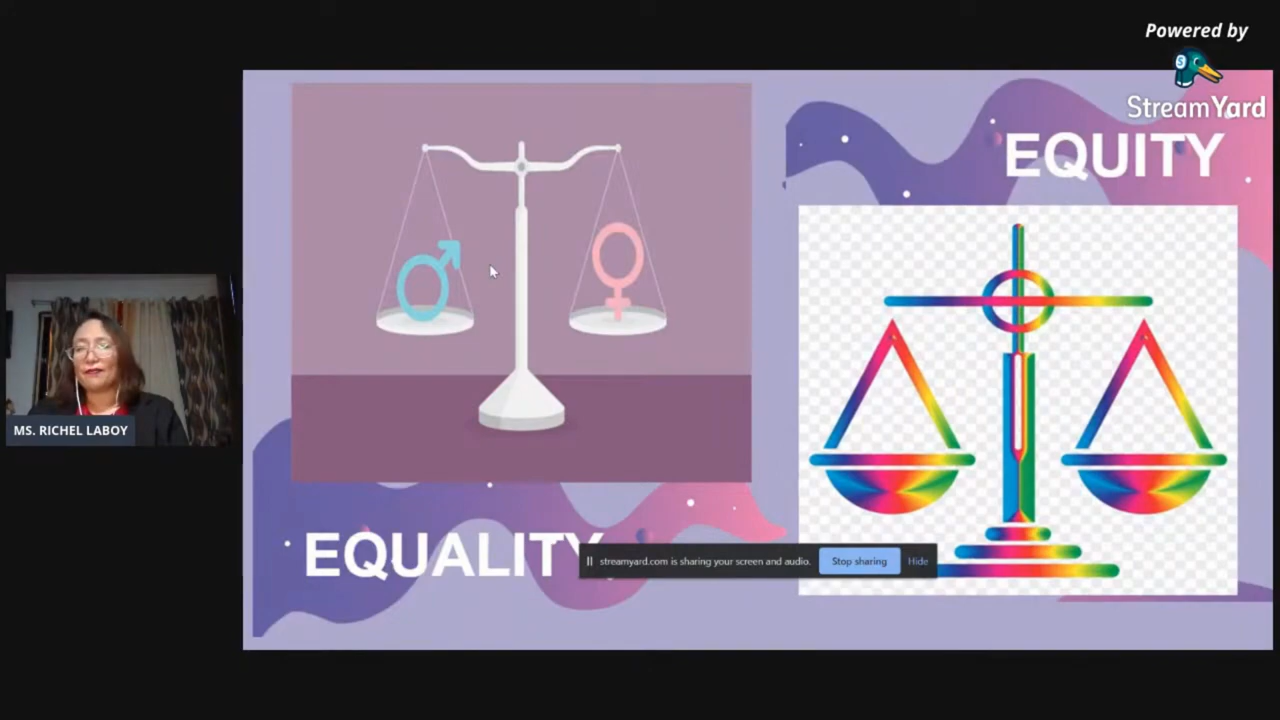 Powered by
StreamYard
EQUITY
MS. RICHEL LABOY
EQUALITY
streamyard.com is sharing your screen and audio.
Stop sharing
Hide